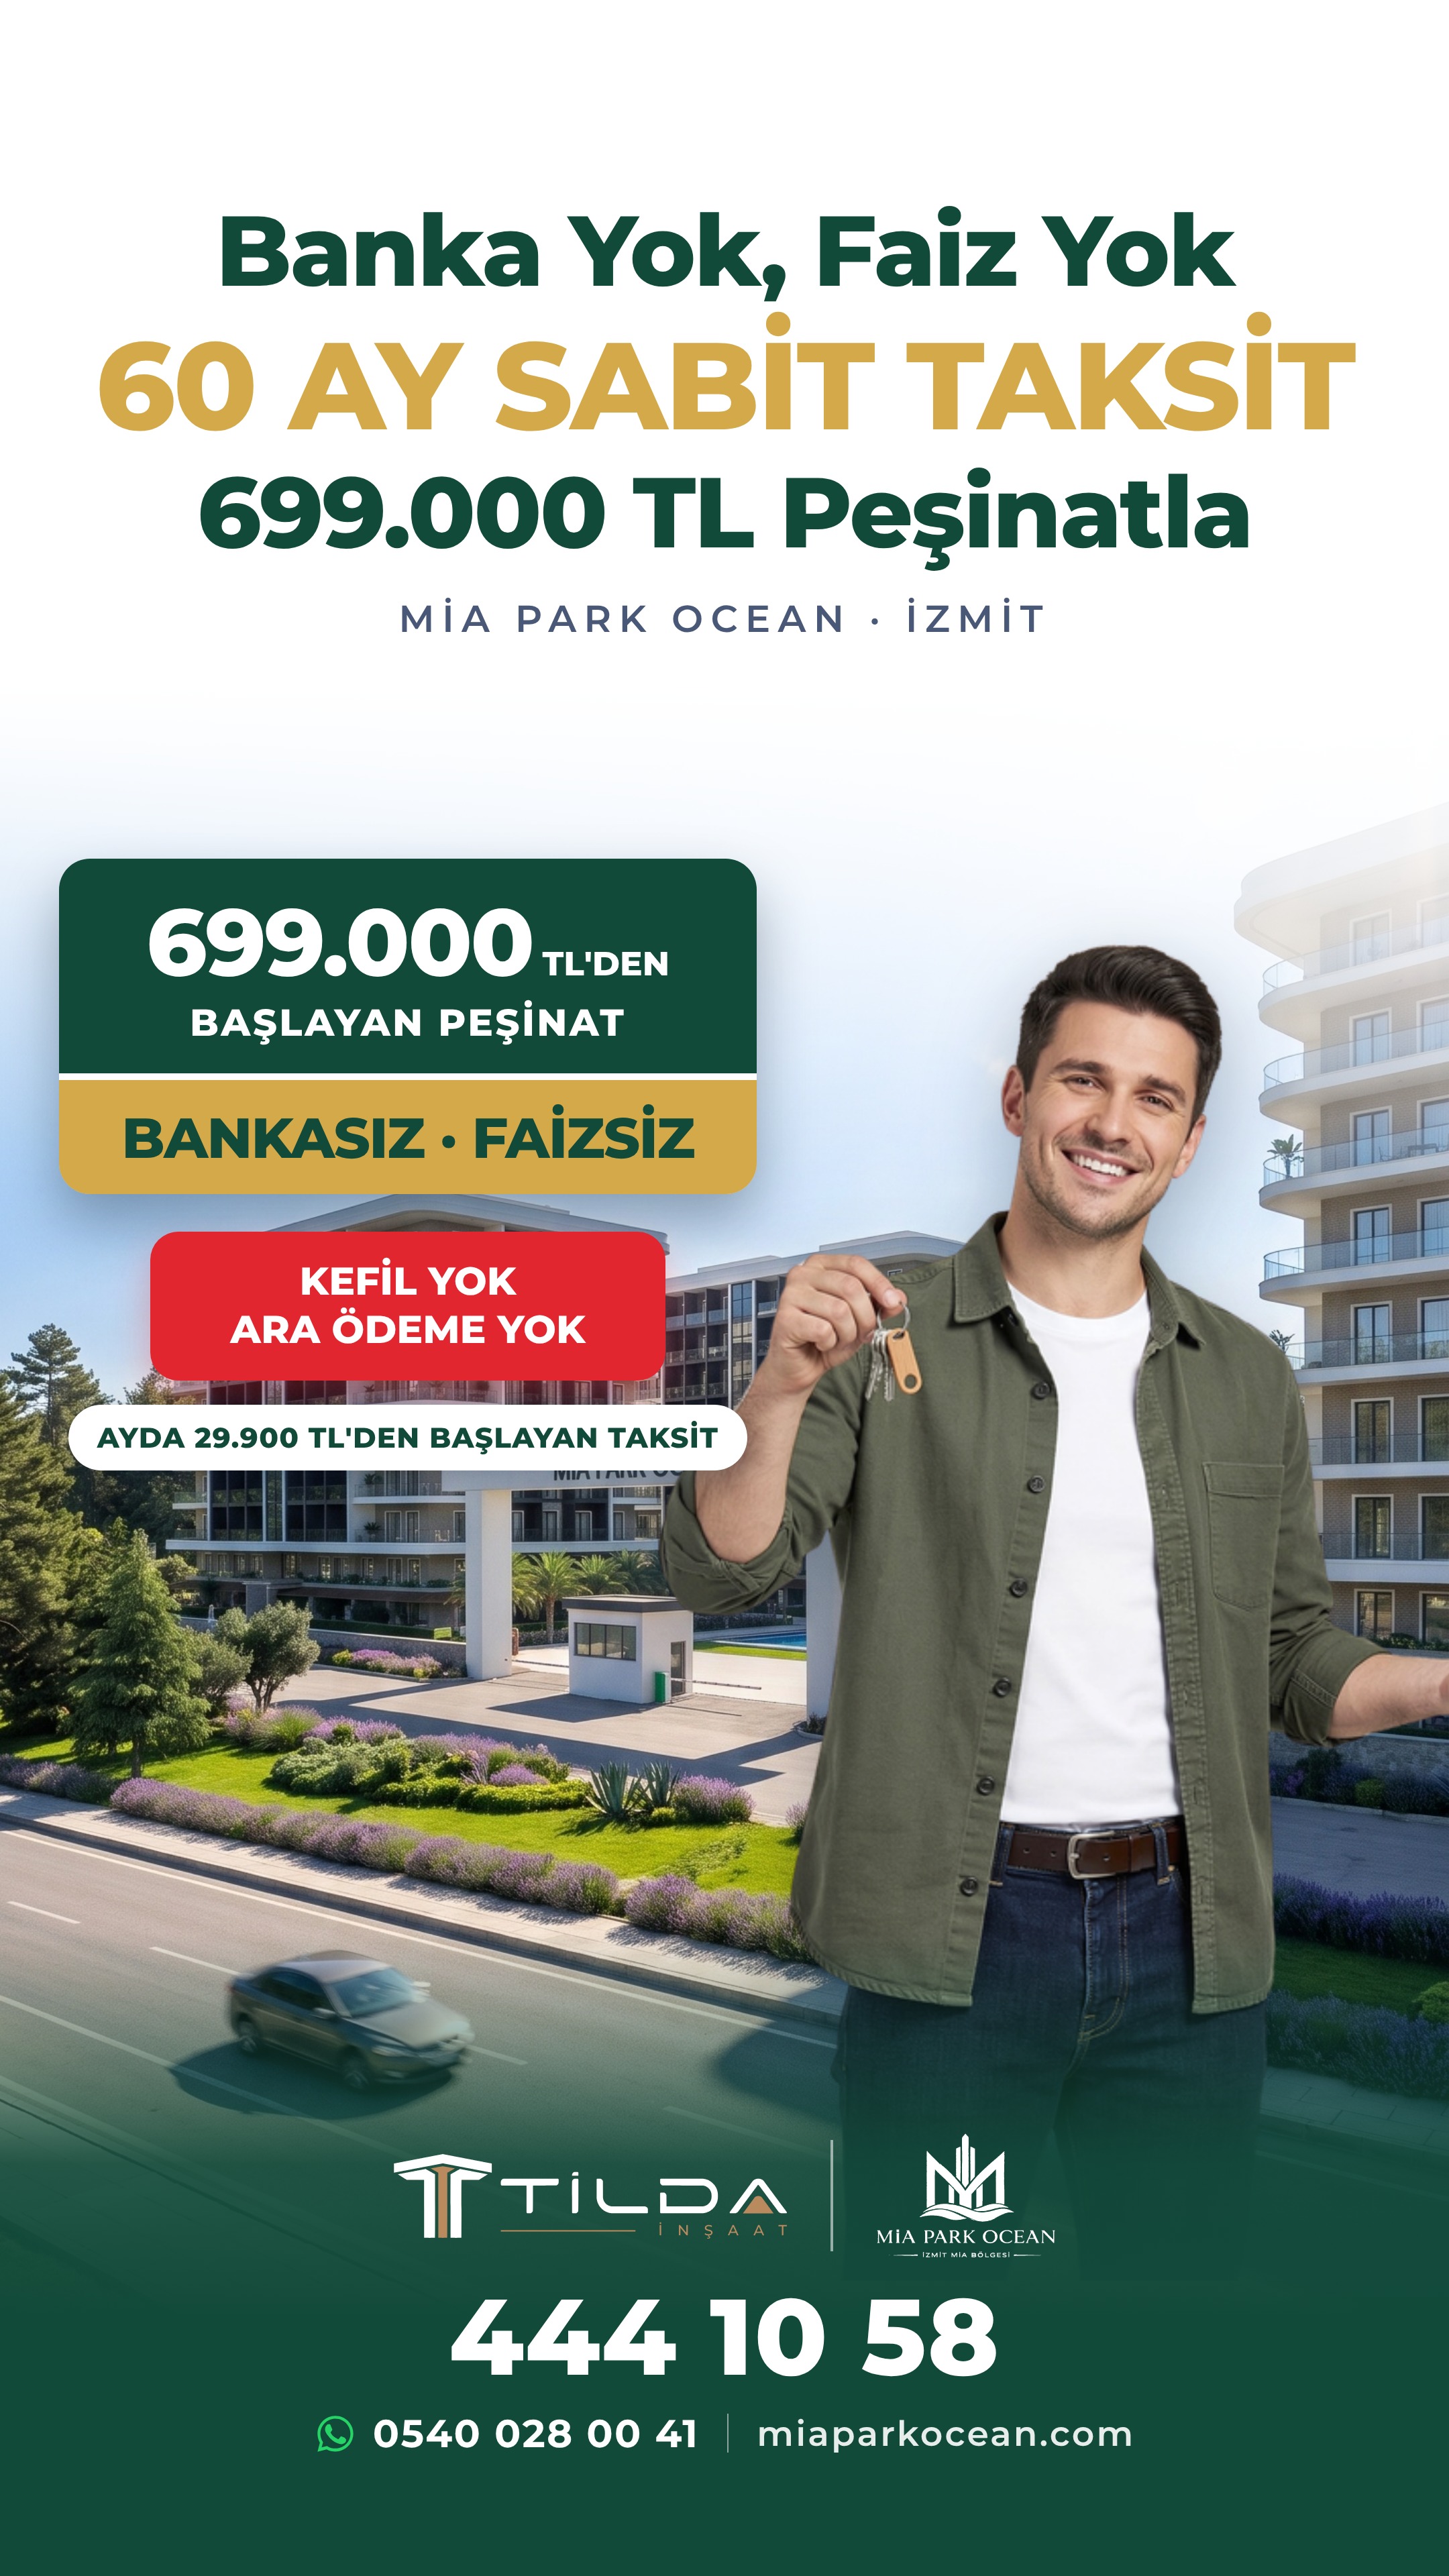 Banka Yok, Faiz Yok
60 AY SABİT TAKSİT
699.000 TL Peşinatla
MİA PARK OCEAN · İZMİT
699.000 TL'DEN
BAŞLAYAN PEŞİNAT
BANKASIZ · FAİZSİZ
KEFİL YOK
ARA ÖDEME YOK
AYDA 29.900 TL'DEN BAŞLAYAN TAKSİT
MIA PARK
TİLDA
İNŞAAT
MİA PARK OCEAN
İZMİT MİA BÖLGESİ
444 10 58
0540 028 00 41
miaparkocean.com